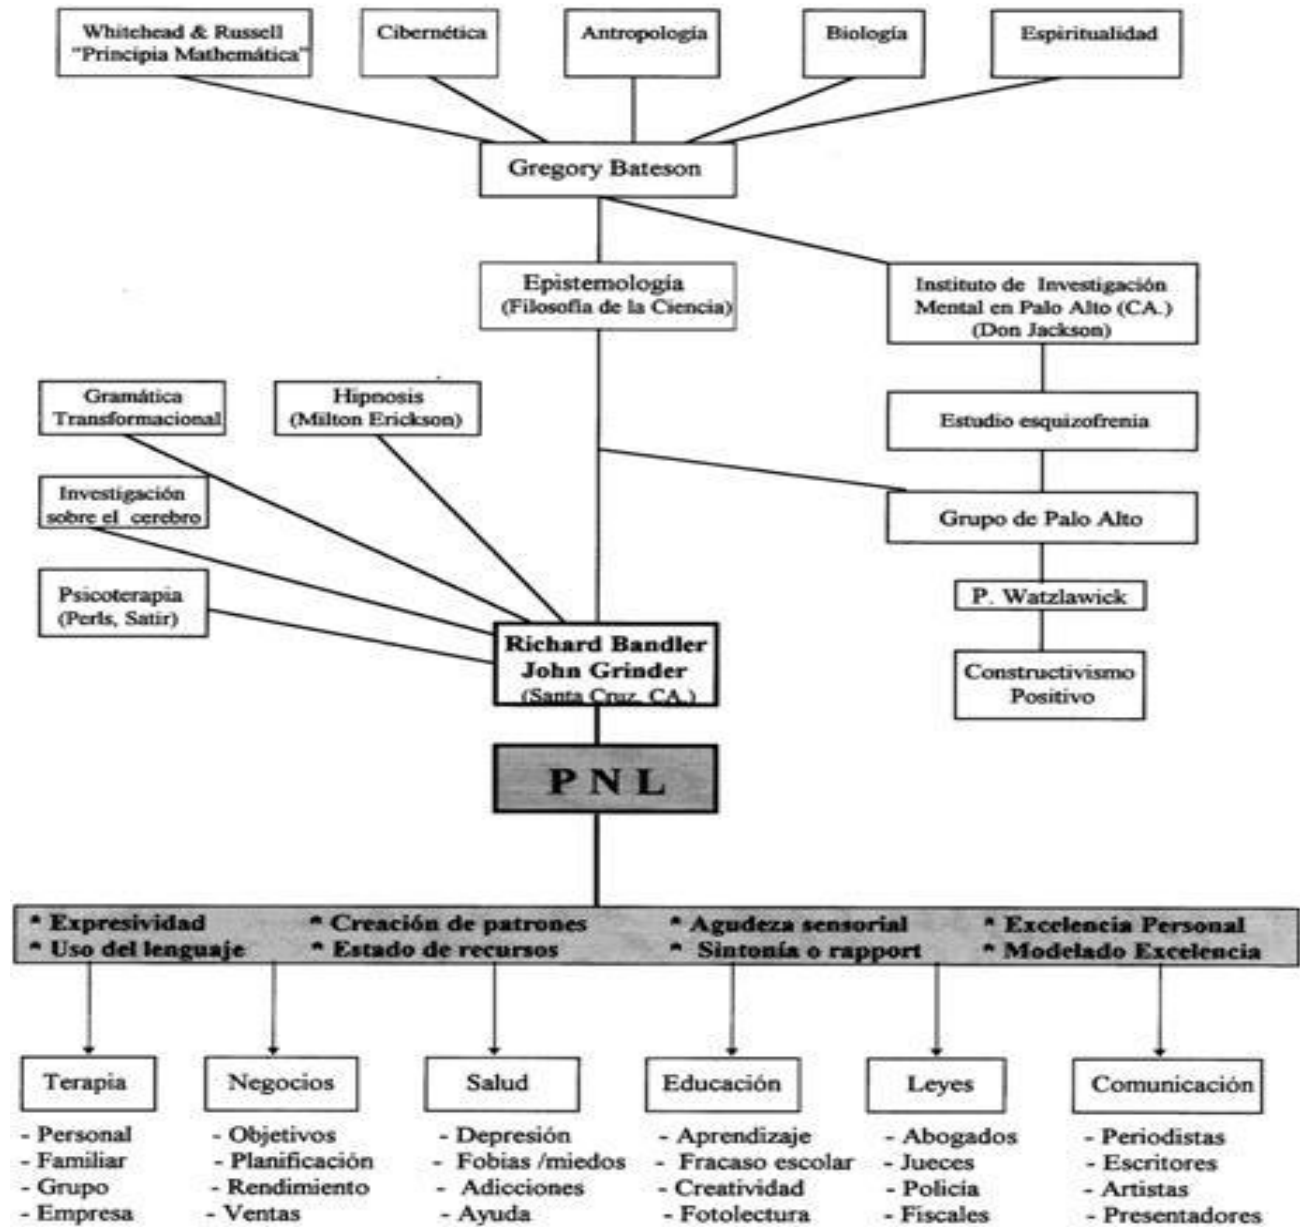 Whitehead & Russell
"Principia Mathemática"
Cibernética
Antropología
Biología
Espiritualidad
Gregory Bateson
Epistemología
(Filosofía de la Ciencia)
Instituto de Investigación
Mental en Palo Alto (CA.)
(Don Jackson)
Gramática
Transformacional
Hipnosis
(Milton Erickson)
Estudio esquizofrenia
Investigación
sobre el cerebro
Grupo de Palo Alto
Psicoterapia
(Perls, Satir)
P. Watzlawick
Richard Bandler
John Grinder
(Santa Cruz, CA.)
Constructivismo
Positivo
P N L
* Expresividad * Creación de patrones * Agudeza sensorial * Excelencia Personal
* Uso del lenguaje * Estado de recursos * Sintonía o rapport * Modelado Excelencia
Terapia
- Personal
- Familiar
- Grupo
- Empresa
Negocios
- Objetivos
- Planificación
- Rendimiento
- Ventas
Salud
- Depresión
- Fobias /miedos
- Adicciones
- Ayuda
Educación
- Aprendizaje
- Fracaso escolar
- Creatividad
- Fotolectura
Leyes
- Abogados
- Jueces
- Policía
- Fiscales
Comunicación
- Periodistas
- Escritores
- Artistas
- Presentadores